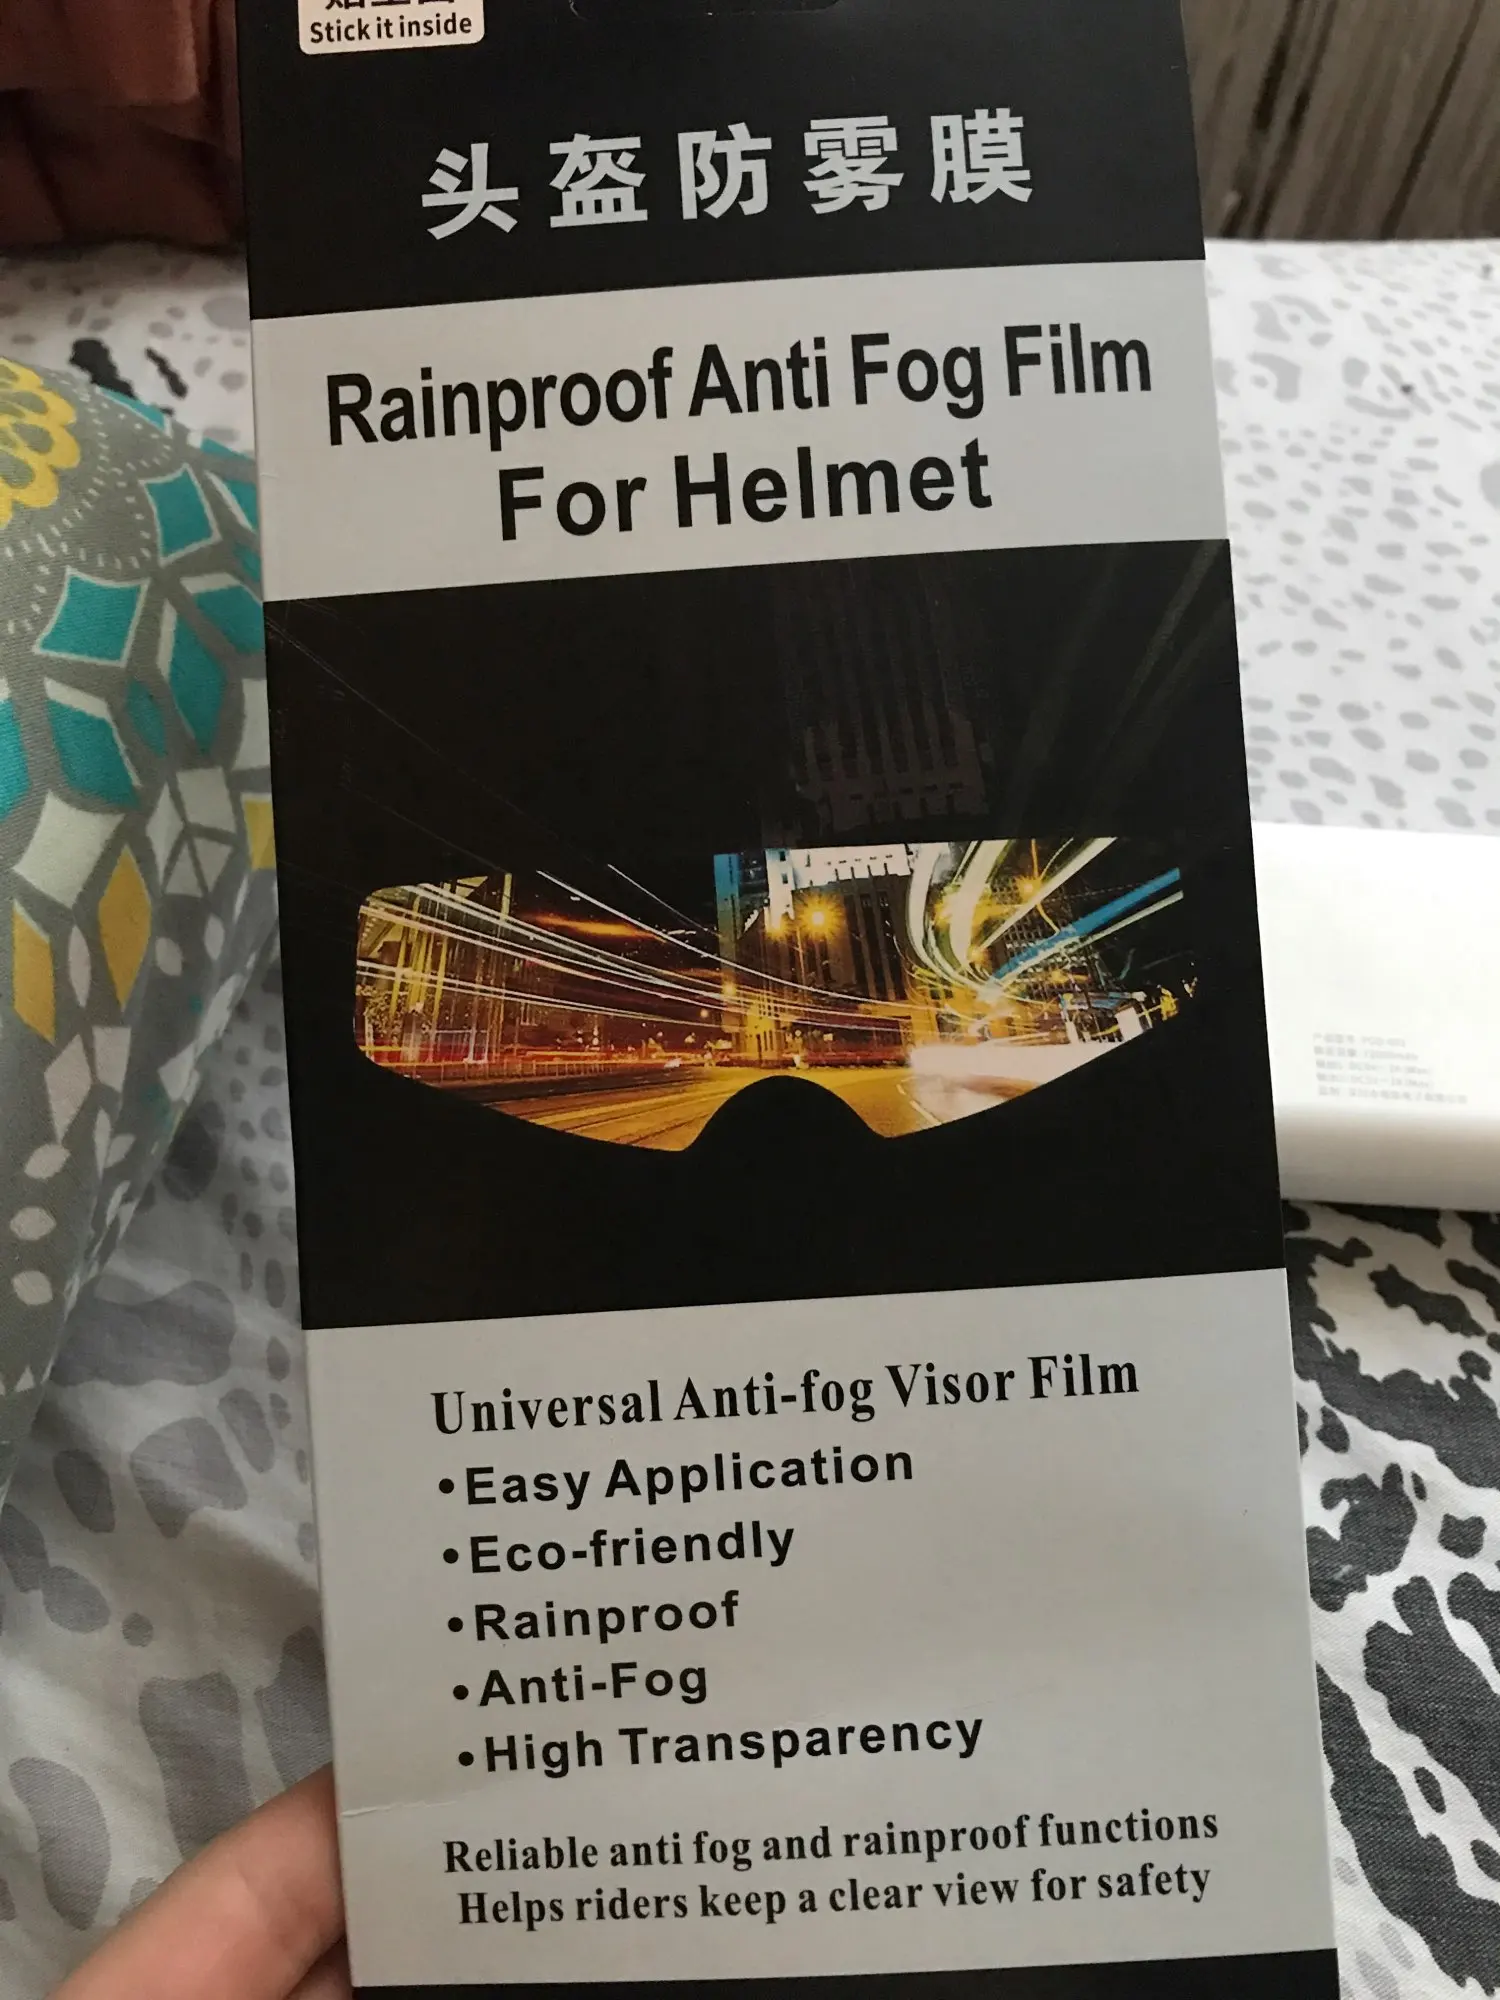 Stick it inside
头盔防雾膜
Rainproof Anti Fog Film
For Helmet
Universal Anti-fog Visor Film
•Easy Application
•Eco-friendly
•Rainproof
•Anti-Fog
•High Transparency
Reliable anti fog and rainproof functions
Helps riders keep a clear view for safety